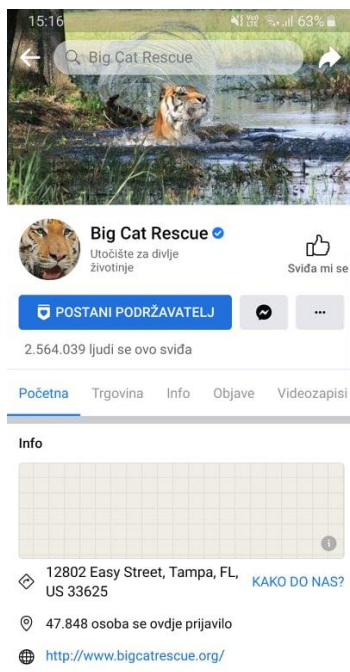 15:16 63%
Big Cat Rescue
Big Cat Rescue
Utočište za divlje
životinje
Sviđa mi se
POSTANI PODRŽAVATELJ
2.564.039 ljudi se ovo sviđa
Početna Trgovina Info Objave Videozapisi
Info
12802 Easy Street, Tampa, FL,
US 33625
KAKO DO NAS?
47.848 osoba se ovdje prijavilo
http://www.bigcatrescue.org/